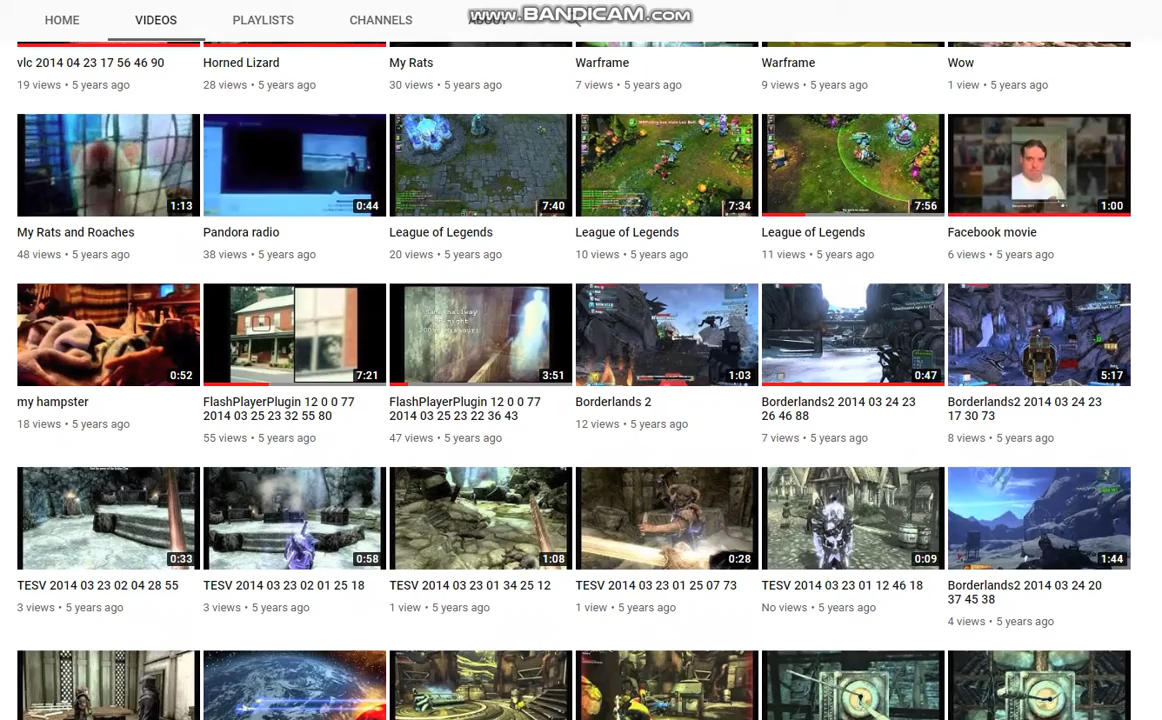 HOME VIDEOS PLAYLISTS CHANNELS
www.BANDICAM.com
vlc 2014 04 23 17 56 46 90
19 views • 5 years ago
Horned Lizard
28 views • 5 years ago
My Rats
30 views • 5 years ago
Warframe
7 views • 5 years ago
Warframe
9 views • 5 years ago
Wow
1 view • 5 years ago
1:13
My Rats and Roaches
48 views • 5 years ago
0:44
Pandora radio
38 views • 5 years ago
7:40
League of Legends
20 views • 5 years ago
7:34
League of Legends
10 views • 5 years ago
7:56
League of Legends
11 views • 5 years ago
1:00
Facebook movie
6 views • 5 years ago
0:52
my hampster
18 views • 5 years ago
7:21
FlashPlayerPlugin 12 0 0 77
2014 03 25 23 32 55 80
55 views • 5 years ago
3:51
FlashPlayerPlugin 12 0 0 77
2014 03 25 23 22 36 43
47 views • 5 years ago
1:03
Borderlands 2
12 views • 5 years ago
0:47
Borderlands2 2014 03 24 23
26 46 88
7 views • 5 years ago
5:17
Borderlands2 2014 03 24 23
17 30 73
8 views • 5 years ago
0:33
TESV 2014 03 23 02 04 28 55
3 views • 5 years ago
0:58
TESV 2014 03 23 02 01 25 18
3 views • 5 years ago
1:08
TESV 2014 03 23 01 34 25 12
1 view • 5 years ago
0:28
TESV 2014 03 23 01 25 07 73
1 view • 5 years ago
0:09
TESV 2014 03 23 01 12 46 18
No views • 5 years ago
1:44
Borderlands2 2014 03 24 20
37 45 38
4 views • 5 years ago